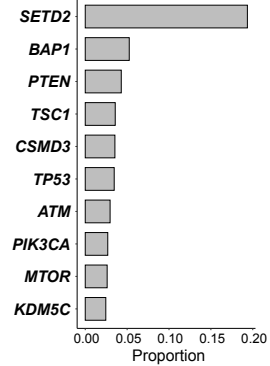 SETD2
BAP1
PTEN
TSC1
CSMD3
TP53
ATM
PIK3CA
MTOR
KDM5C
0.00 0.05 0.10 0.15 0.20
Proportion